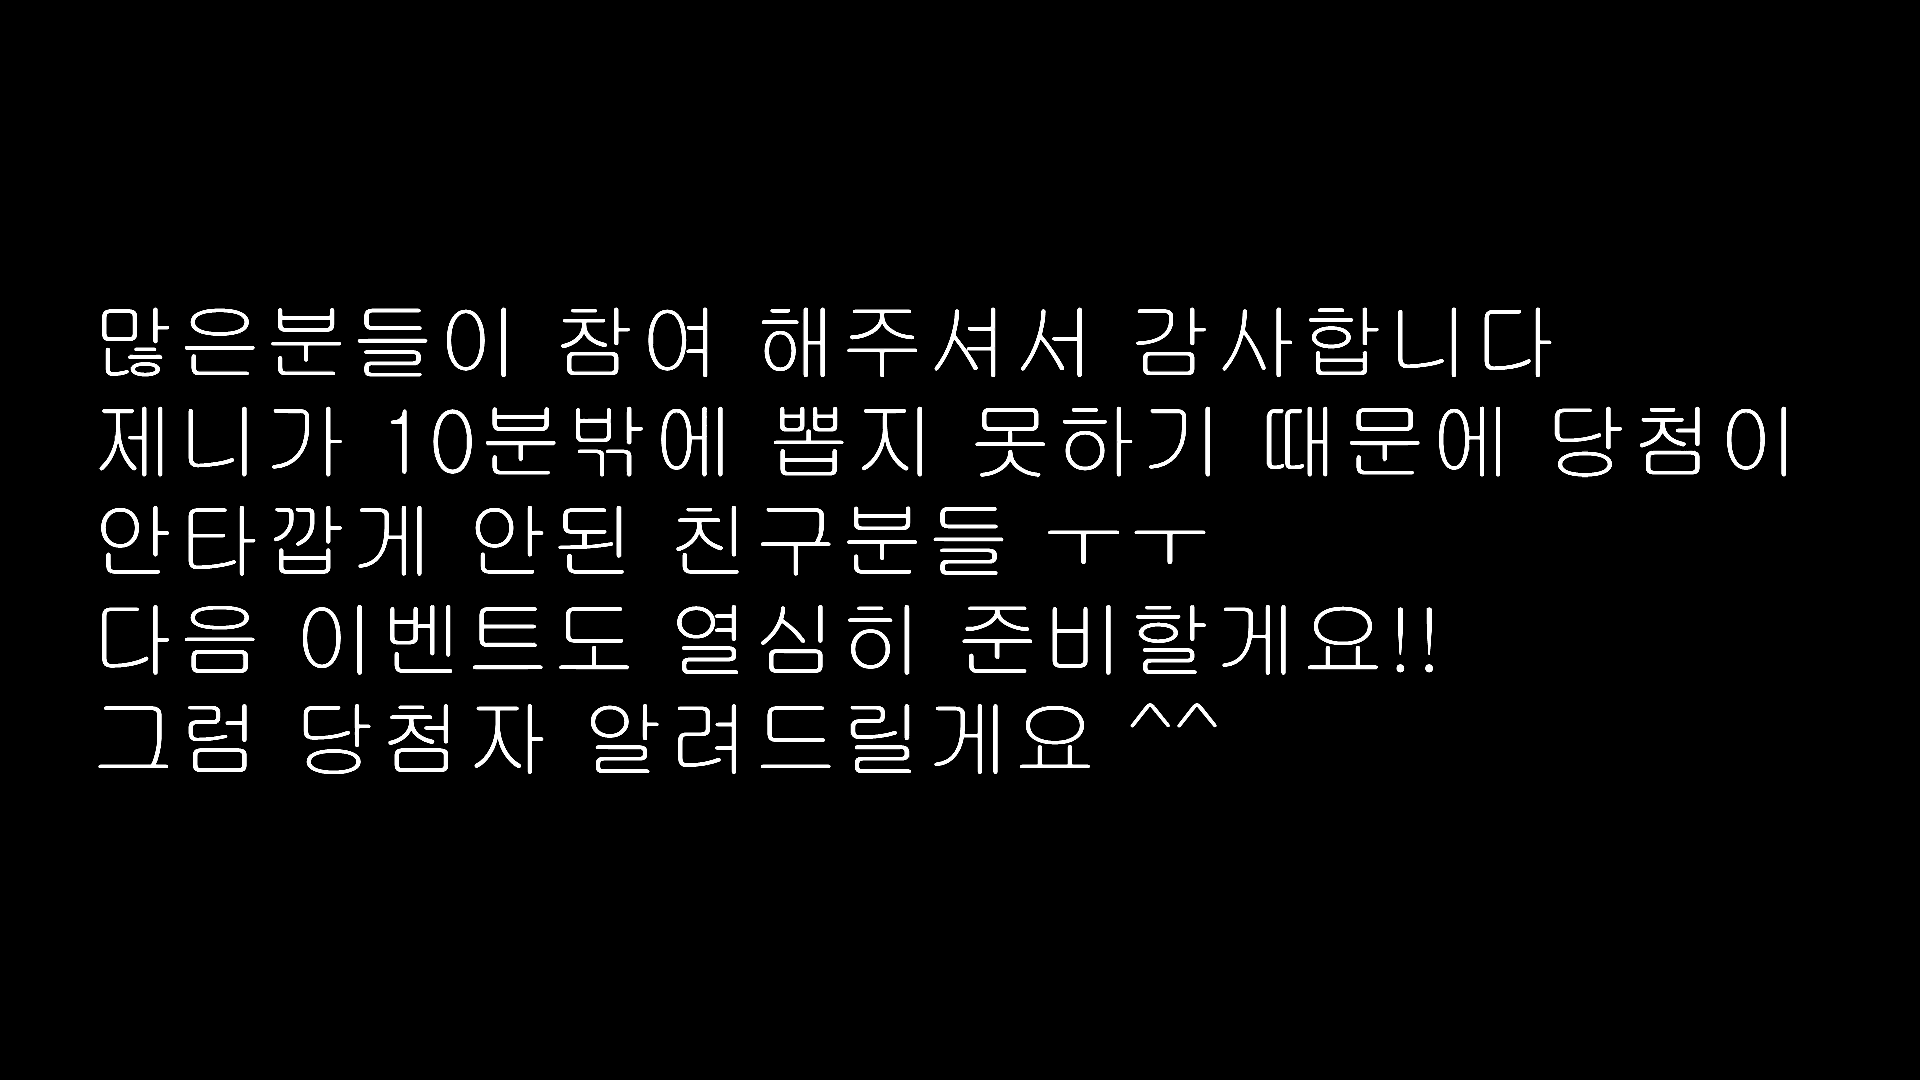 많은분들이 참여 해주셔서 감사합니다
제니가 10분밖에 뽑지 못하기 때문에 당첨이
안타깝게 안된 친구분들 ㅜㅜ
다음 이벤트도 열심히 준비할게요!!
그럼 당첨자 알려드릴게요 ^^